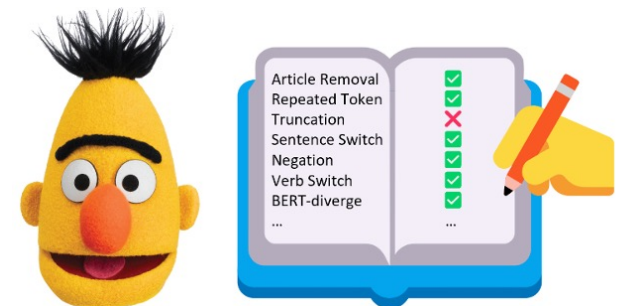 Article Removal ✅
Repeated Token ✅
Truncation ❌
Sentence Switch ✅
Negation ✅
Verb Switch ✅
BERT-diverge ✅
... ...